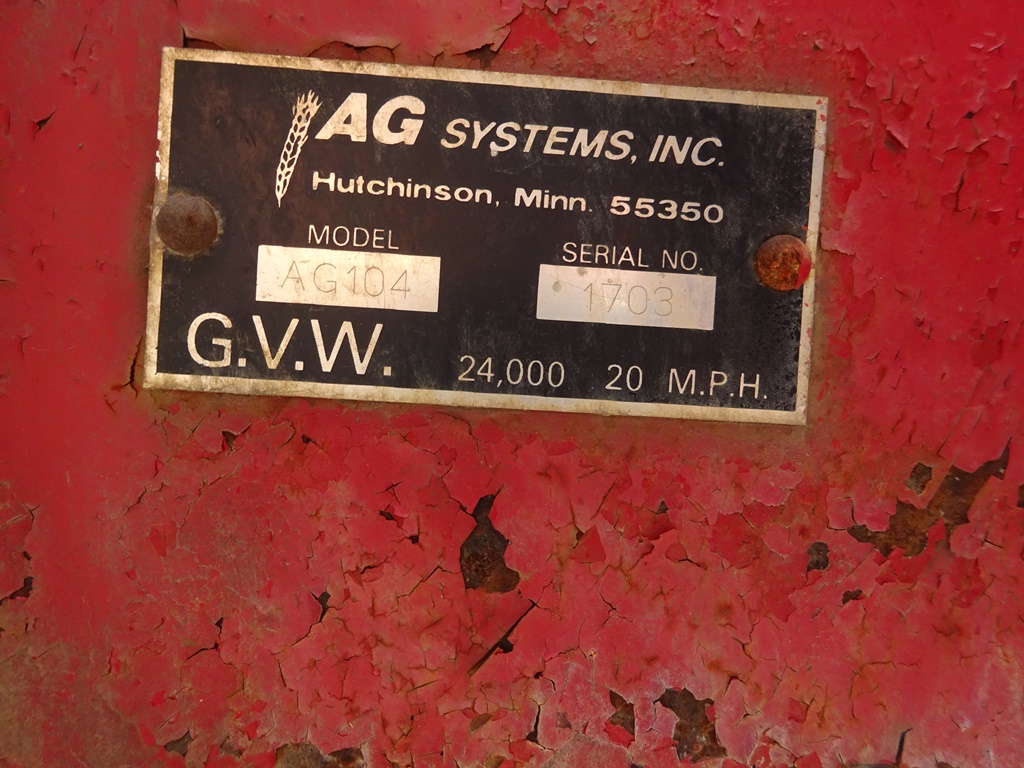 AG SYSTEMS, INC.
Hutchinson, Minn. 55350
MODEL SERIAL NO.
AG104 1703
G.V.W. 24,000 20 M.P.H.